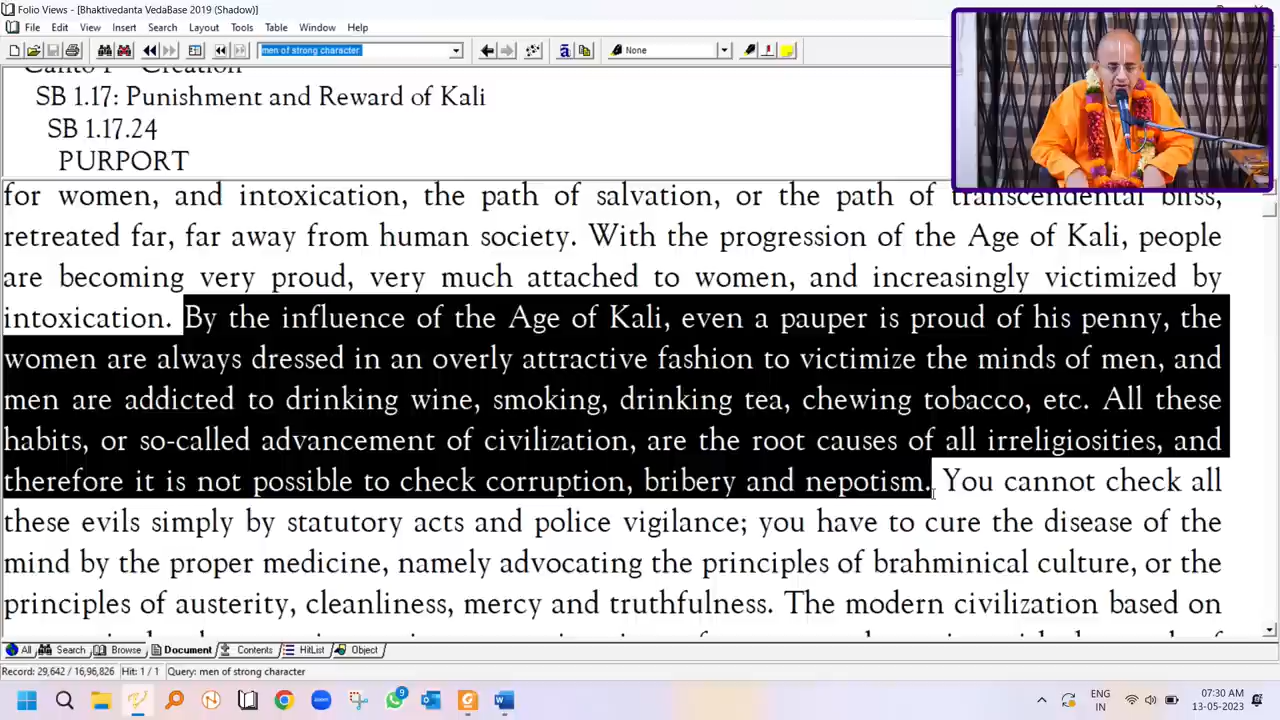 Folio Views - [Bhaktivedanta VedaBase 2019 (Shadow)]
File Edit View Insert Search Layout Tools Table Window Help
men of strong character
None
Canto 1 - Creation
SB 1.17: Punishment and Reward of Kali
SB 1.17.24
PURPORT
for women, and intoxication, the path of salvation, or the path of transcendental bliss,
retreated far, far away from human society. With the progression of the Age of Kali, people
are becoming very proud, very much attached to women, and increasingly victimized by
intoxication. By the influence of the Age of Kali, even a pauper is proud of his penny, the
women are always dressed in an overly attractive fashion to victimize the minds of men, and
men are addicted to drinking wine, smoking, drinking tea, chewing tobacco, etc. All these
habits, or so-called advancement of civilization, are the root causes of all irreligiosities, and
therefore it is not possible to check corruption, bribery and nepotism. You cannot check all
these evils simply by statutory acts and police vigilance; you have to cure the disease of the
mind by the proper medicine, namely advocating the principles of brahminical culture, or the
principles of austerity, cleanliness, mercy and truthfulness. The modern civilization based on
All Search Browse Document Contents HitList Object
Record: 29,642 / 16,96,826 Hit: 1 / 1 Query: men of strong character
9
ENG
IN
07:30 AM
13-05-2023